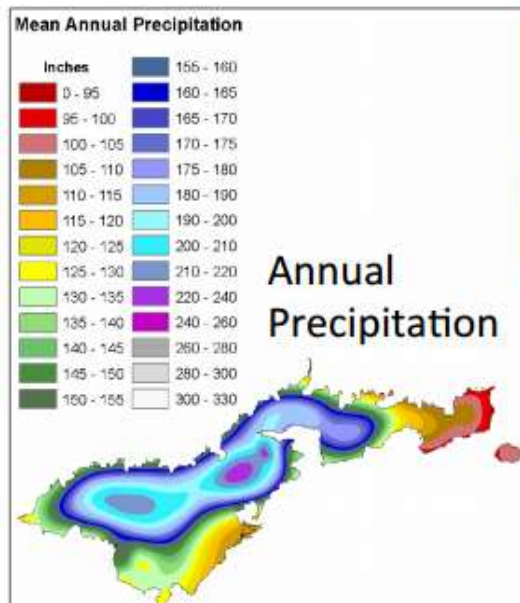 Mean Annual Precipitation
Inches
0 - 95
95 - 100
100 - 105
105 - 110
110 - 115
115 - 120
120 - 125
125 - 130
130 - 135
135 - 140
140 - 145
145 - 150
150 - 155
155 - 160
160 - 165
165 - 170
170 - 175
175 - 180
180 - 190
190 - 200
200 - 210
210 - 220
220 - 240
240 - 260
260 - 280
280 - 300
300 - 330
Annual
Precipitation